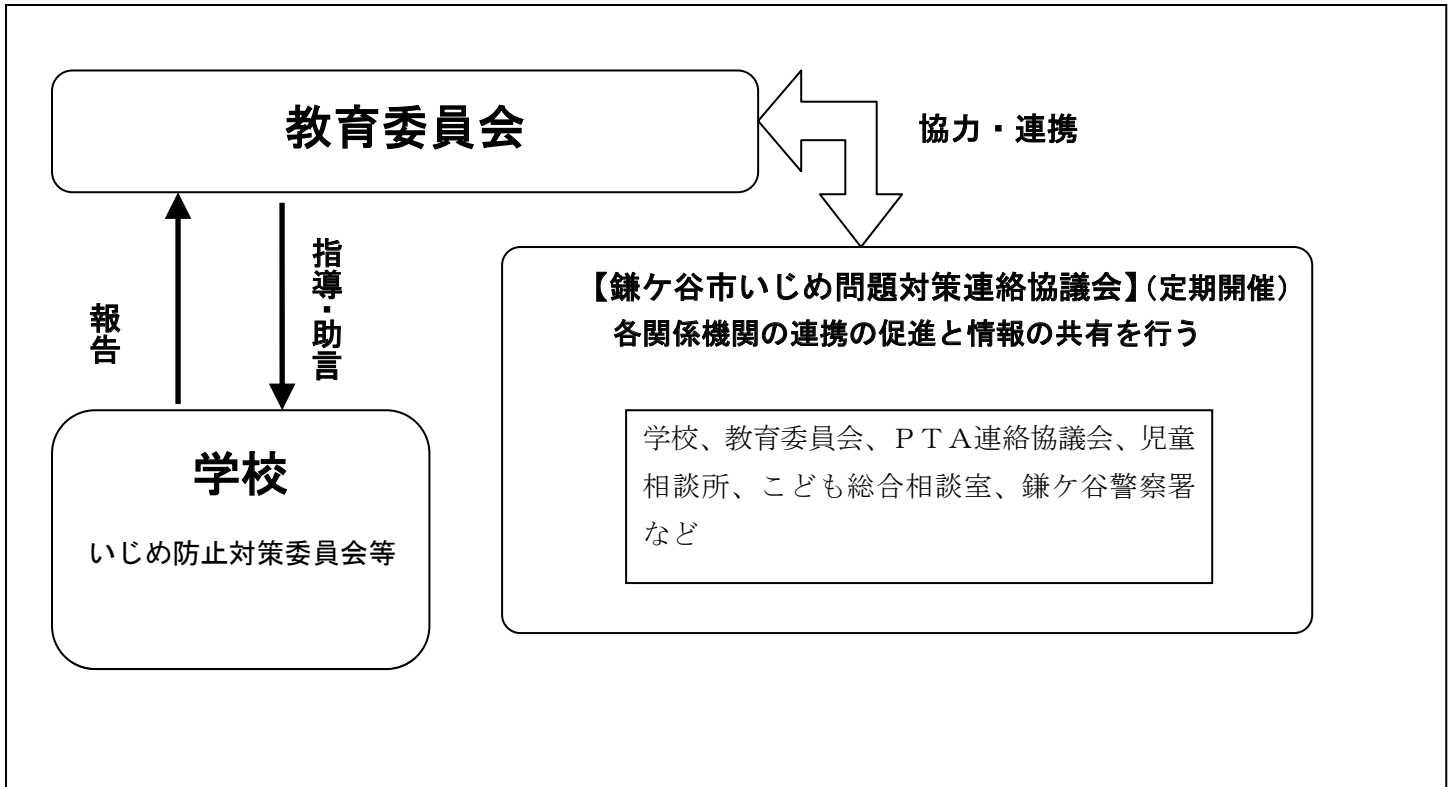 教育委員会
協力・連携
報告
指導・助言
【鎌ケ谷市いじめ問題対策連絡協議会】(定期開催)
各関係機関の連携の促進と情報の共有を行う
学校、教育委員会、ＰＴＡ連絡協議会、児童
相談所、こども総合相談室、鎌ケ谷警察署
など
学校
いじめ防止対策委員会等